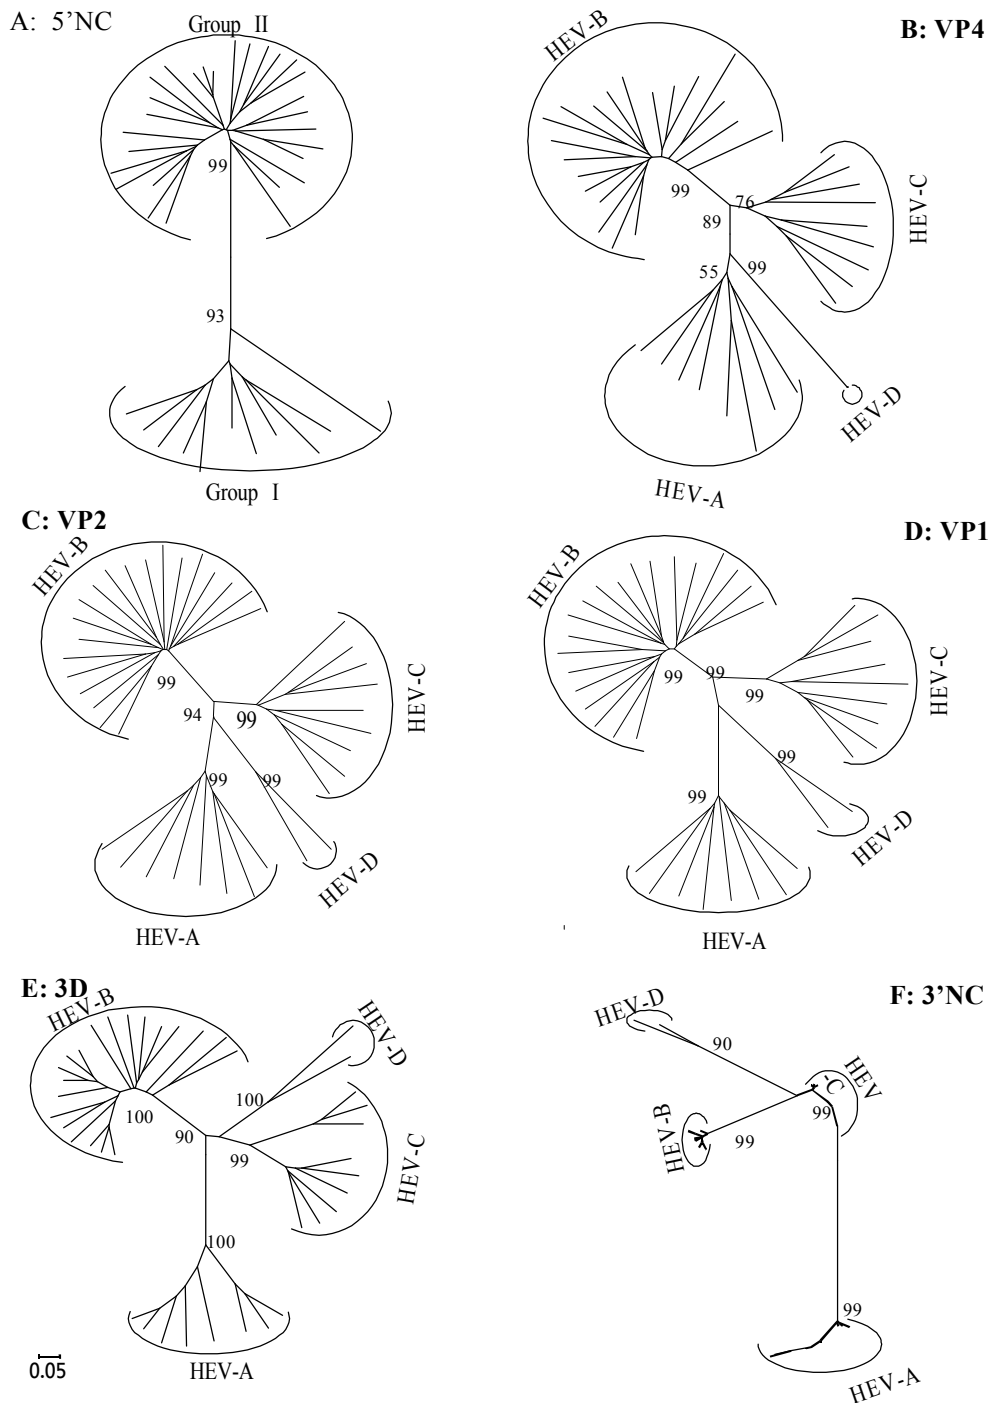 A: 5’NC
Group II
99
93
Group I
B: VP4
HEV-B
99
76
89
HEV-C
55
99
HEV-D
HEV-A
C: VP2
HEV-B
99
94
99
HEV-C
99
99
HEV-D
HEV-A
D: VP1
HEV-B
99
99
99
HEV-C
99
99
HEV-D
HEV-A
E: 3D
HEV-B
HEV-D
100
100
90
99
HEV-C
100
HEV-A
0.05
F: 3’NC
HEV-D
90
HEV
-C
99
HEV-B
99
99
HEV-A